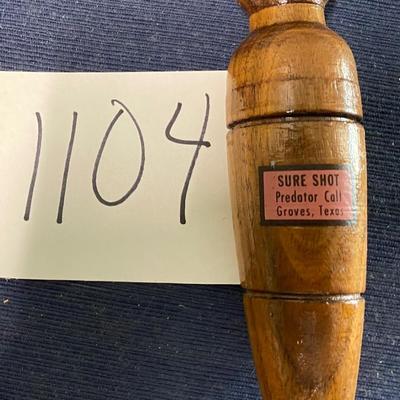 1104
SURE SHOT
Predator Call
Groves, Texas